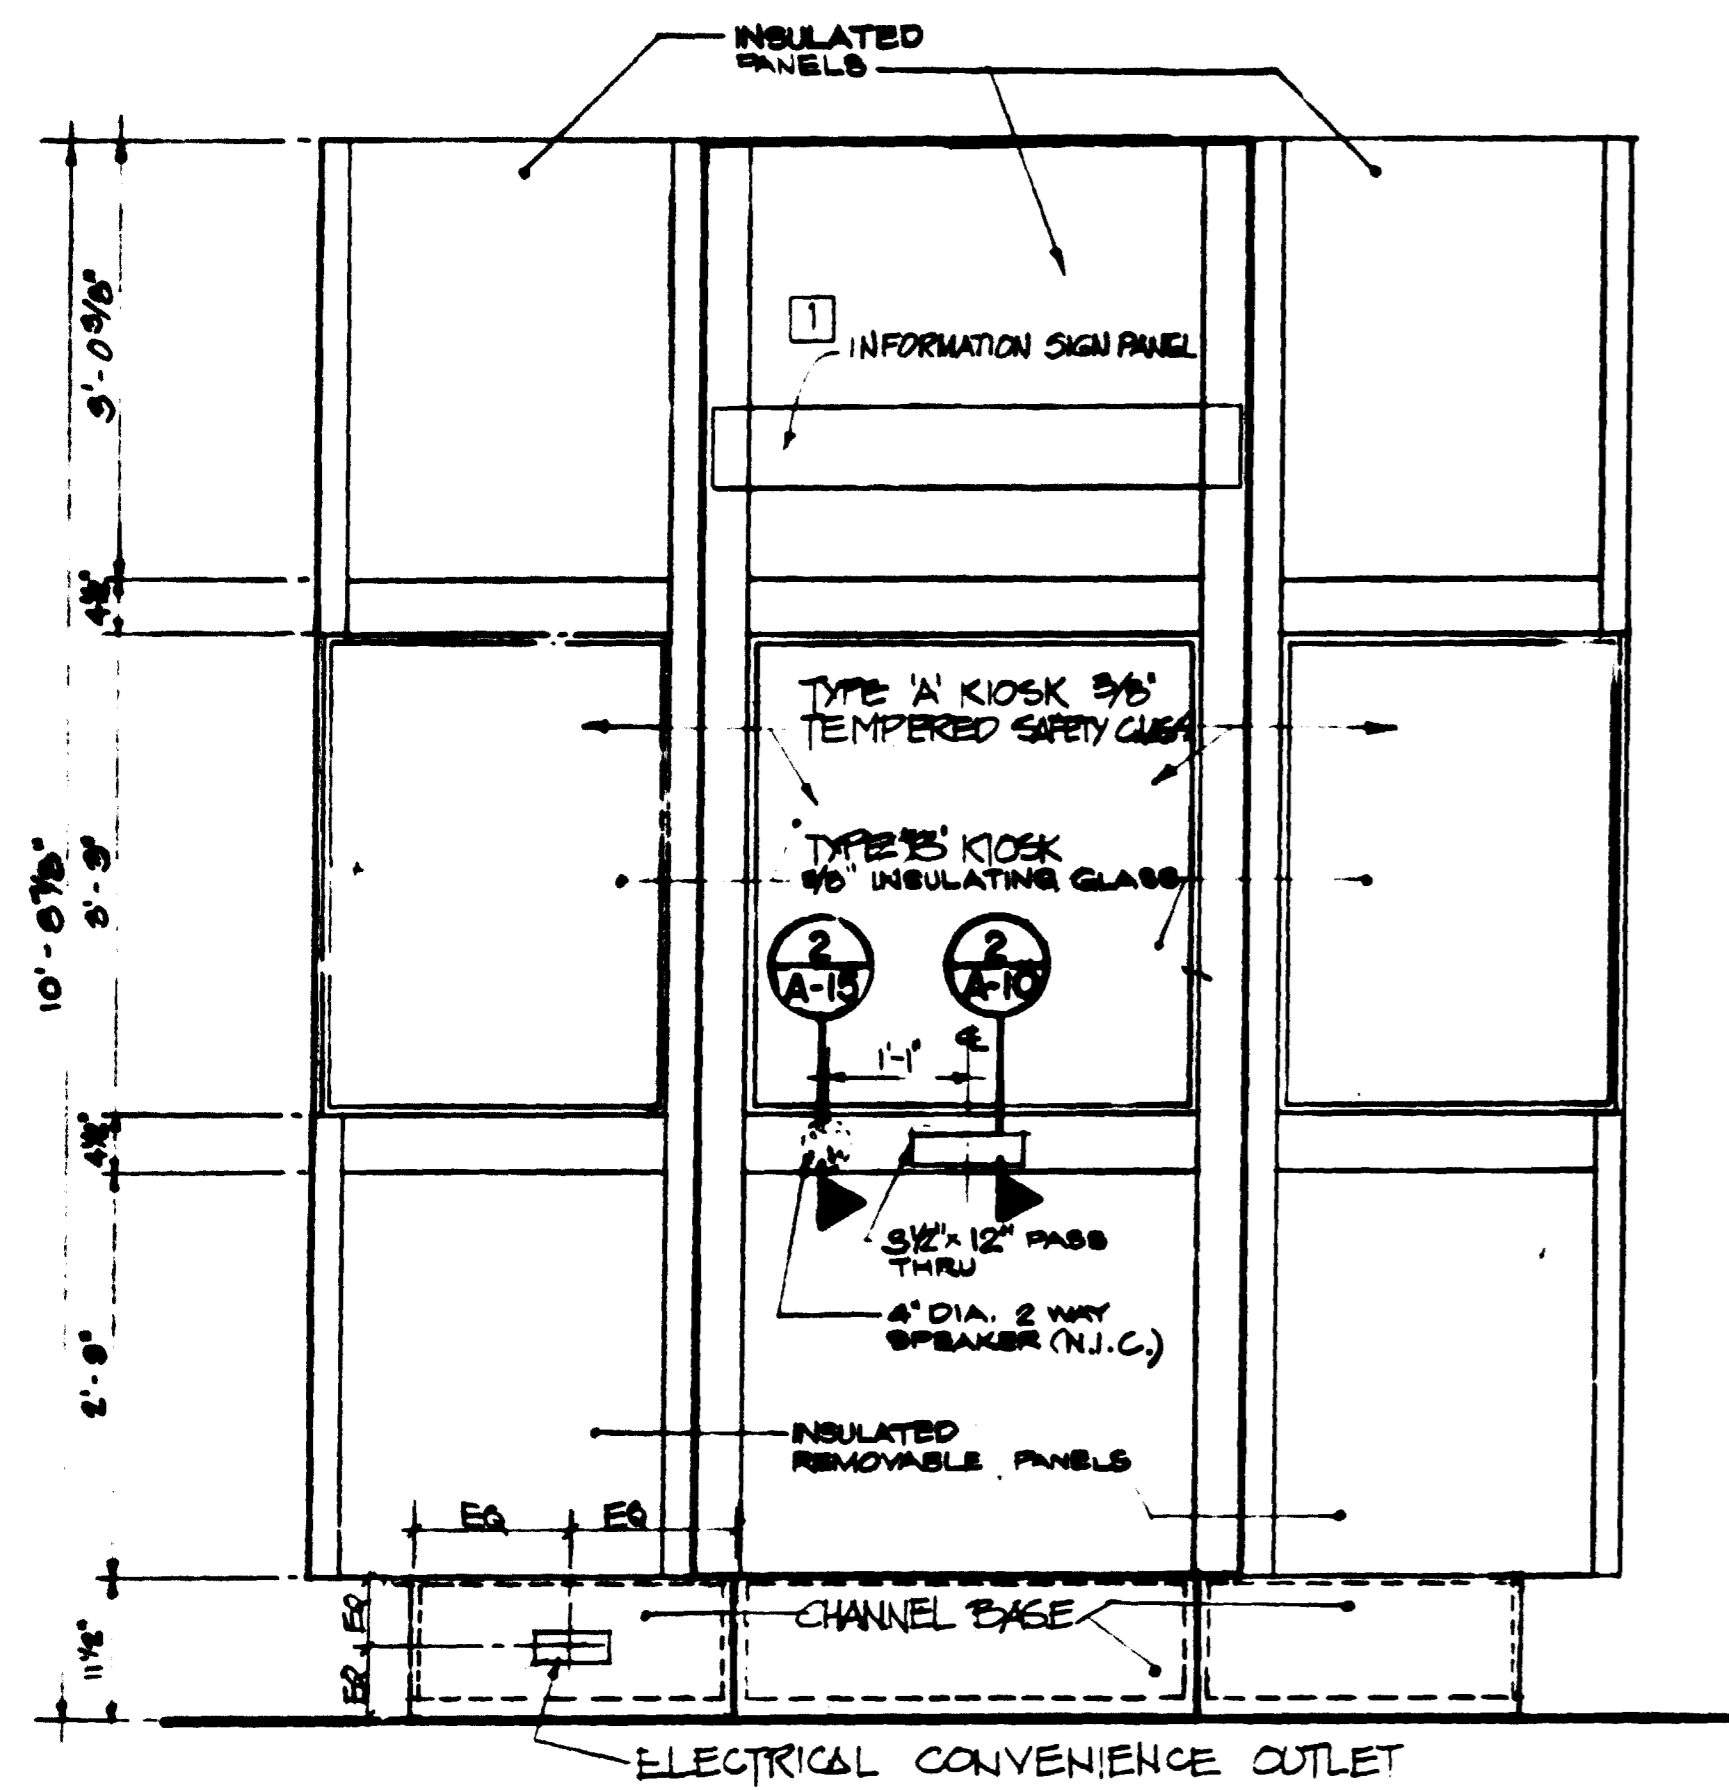 INSULATED
PANELS
3'-0 3/8"
1
INFORMATION SIGN PANEL
4 1/2"
TYPE 'A' KIOSK 3/8"
TEMPERED SAFETY GLASS
10'-8 7/8"
3'-3"
TYPE 'B' KIOSK
INSULATING GLASS
2
A-15
2
A-10
1'-1"
℄
4 1/2"
3 1/2" x 12" PASS
THRU
4" DIA. 2 WAY
SPEAKER (N.I.C.)
2'-9"
INSULATED
REMOVABLE PANELS
EQ
EQ
EQ
EQ
11 1/2"
CHANNEL BASE
ELECTRICAL CONVENIENCE OUTLET